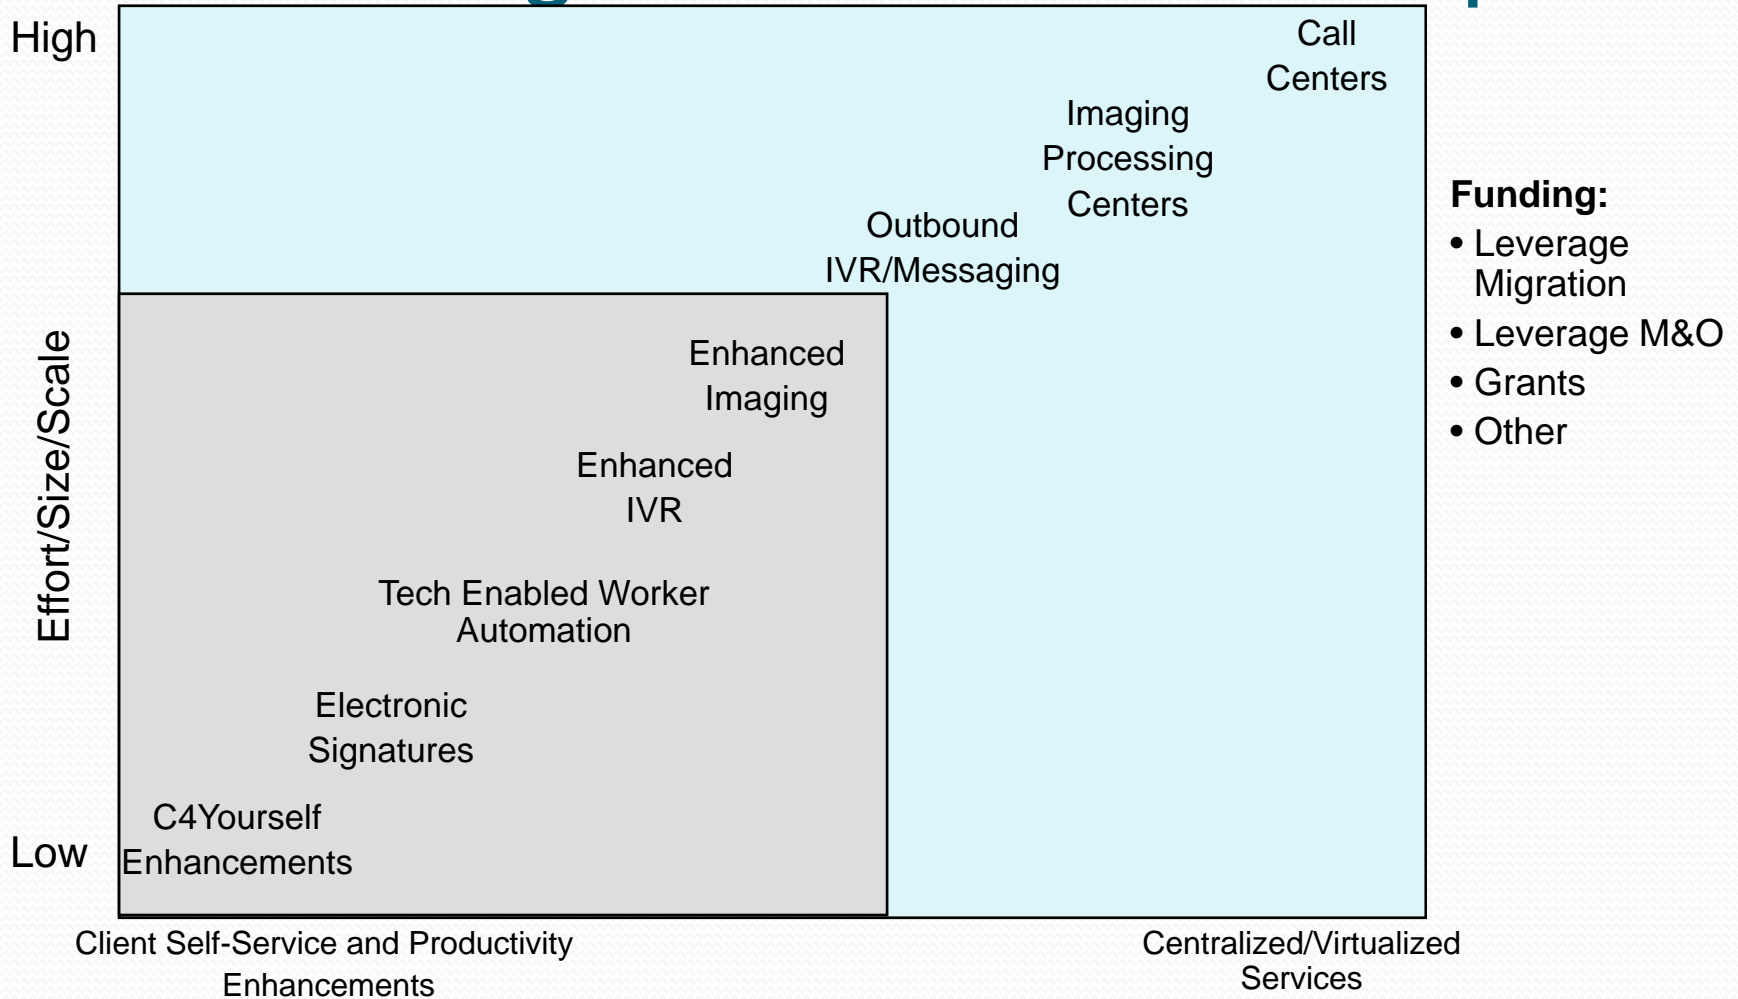 High
Call
Centers
Imaging
Processing
Centers
Outbound
IVR/Messaging
Funding:
• Leverage
Migration
• Leverage M&O
• Grants
• Other
Effort/Size/Scale
Enhanced
Imaging
Enhanced
IVR
Tech Enabled Worker
Automation
Electronic
Signatures
C4Yourself
Enhancements
Low
Client Self-Service and Productivity
Enhancements
Centralized/Virtualized
Services